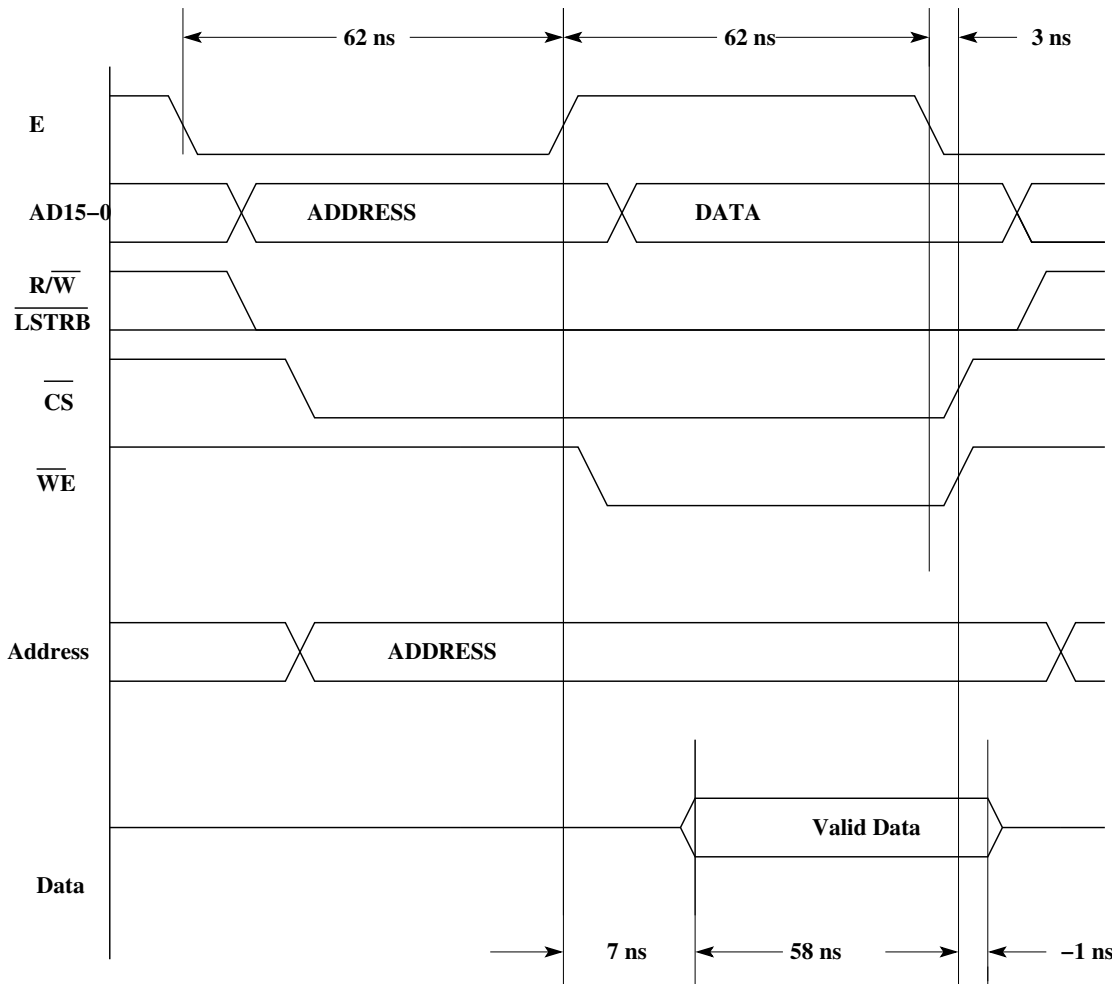 62 ns 62 ns 3 ns
E
AD15−0 ADDRESS DATA
R/W
LSTRB
CS
WE
Address ADDRESS
Valid Data
Data
7 ns 58 ns −1 ns